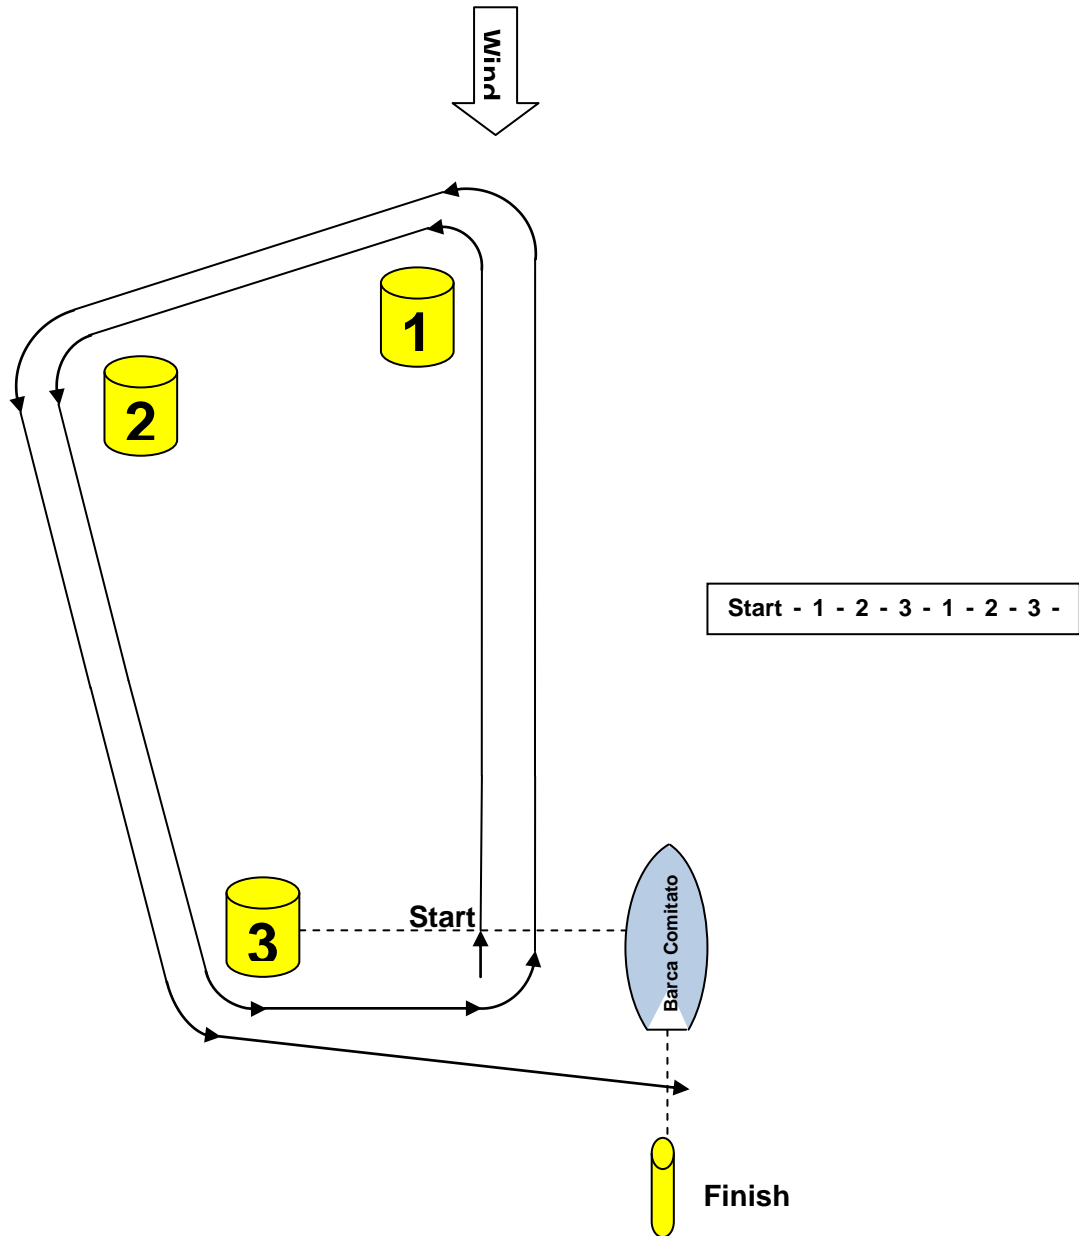 Wind
1
2
Start - 1 - 2 - 3 - 1 - 2 - 3 -
Start
3
Barca Comitato
Finish